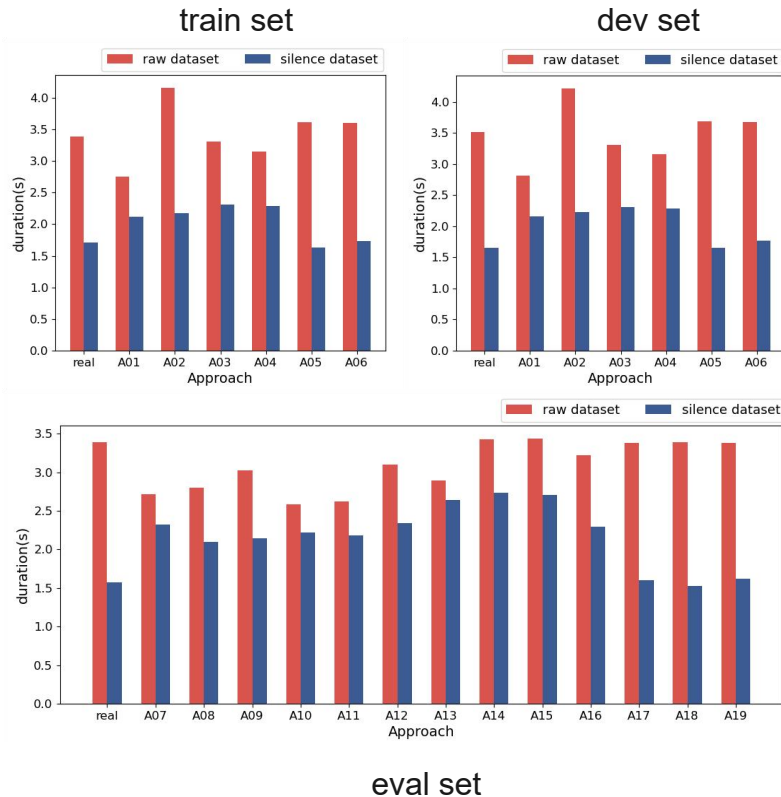 train set
raw dataset silence dataset
4.0
3.5
3.0
2.5
2.0
1.5
1.0
0.5
0.0
duration(s)
real A01 A02 A03 A04 A05 A06
Approach
dev set
raw dataset silence dataset
4.0
3.5
3.0
2.5
2.0
1.5
1.0
0.5
0.0
duration(s)
real A01 A02 A03 A04 A05 A06
Approach
raw dataset silence dataset
3.5
3.0
2.5
2.0
1.5
1.0
0.5
0.0
duration(s)
real A07 A08 A09 A10 A11 A12 A13 A14 A15 A16 A17 A18 A19
Approach
eval set